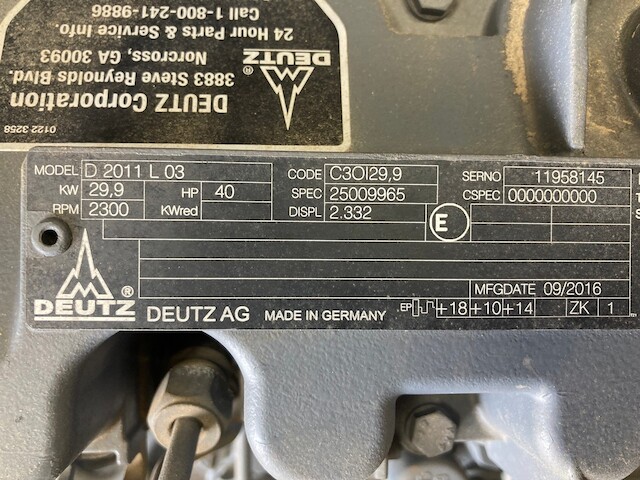 DEUTZ Corporation
3883 Steve Reynolds Blvd.
Norcross, GA 30093
24 Hour Parts & Service Info.
Call 1-800-241-9886
DEUTZ ®
0122 3258
MODEL D 2011 L 03 CODE C3OI29,9 SERNO 11958145
KW 29,9 HP 40 SPEC 25009965 CSPEC 0000000000
RPM 2300 KWred DISPL 2.332 E
MFGDATE 09/2016
DEUTZ ® DEUTZ AG MADE IN GERMANY EP +18 +10 +14 ZK 1